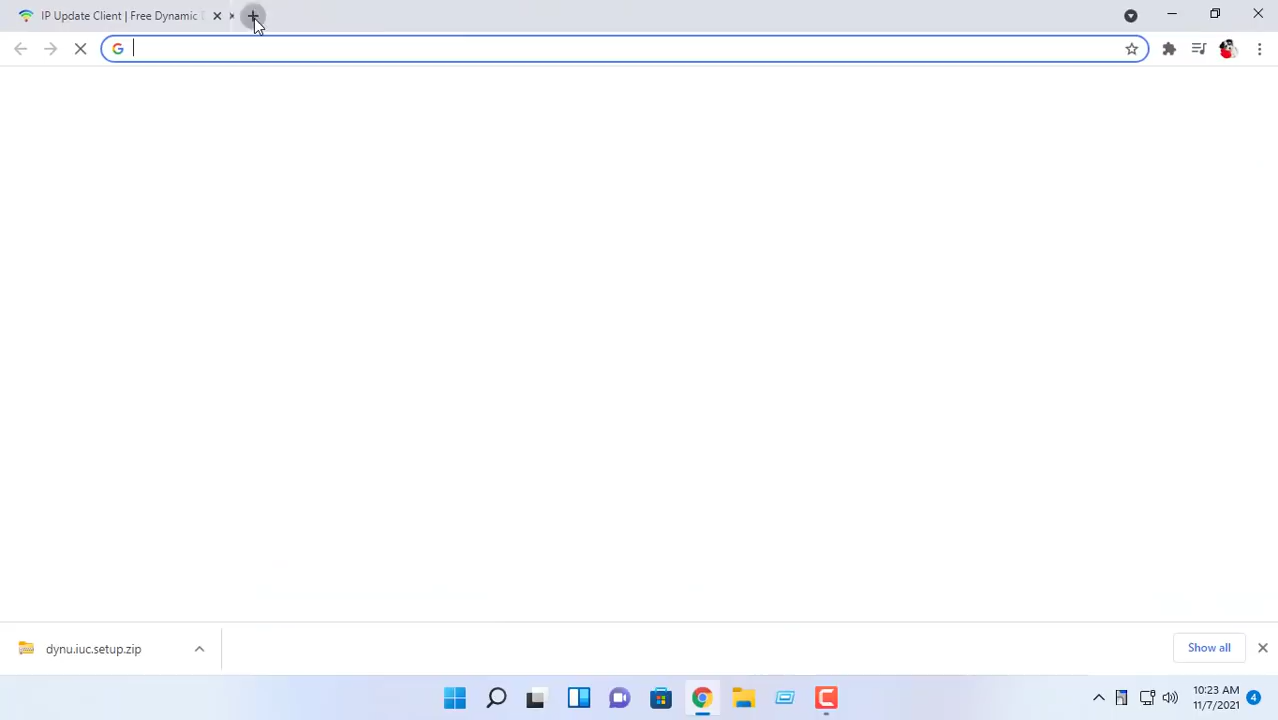 IP Update Client | Free Dynamic
dynu.iuc.setup.zip
Show all
10:23 AM
11/7/2021
4